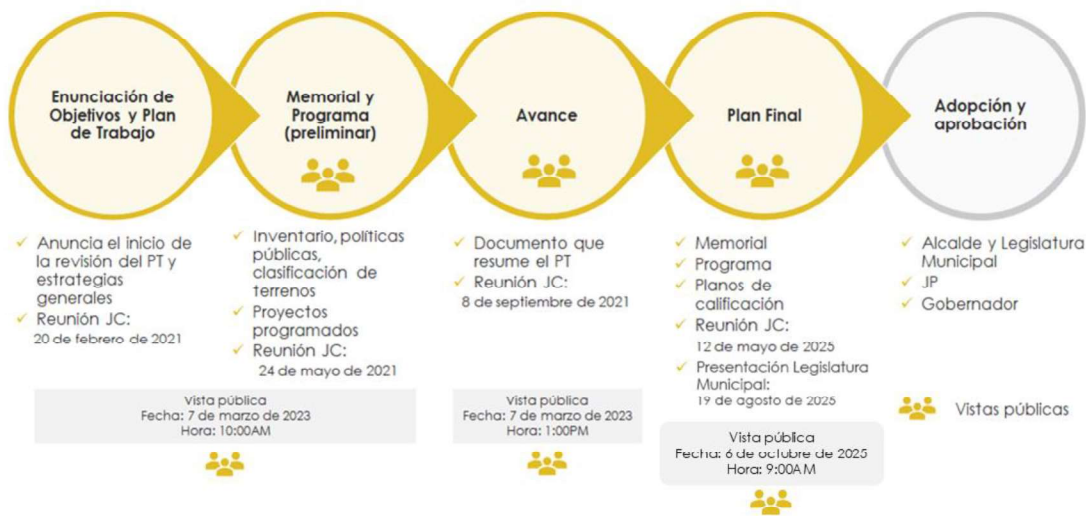 Enunciación de
Objetivos y Plan
de Trabajo
Memorial y
Programa
(preliminar)
Avance
Plan Final
Adopción y
aprobación
Anuncia el inicio de
la revisión del PT y
estrategias
generales
Reunión JC:
20 de febrero de 2021
Inventario, políticas
públicas,
clasificación de
terrenos
Proyectos
programados
Reunión JC:
24 de mayo de 2021
Vista pública
Fecha: 7 de marzo de 2023
Hora: 10:00AM
Documento que
resume el PT
Reunión JC:
8 de septiembre de 2021
Vista pública
Fecha: 7 de marzo de 2023
Hora: 1:00PM
Memorial
Programa
Planos de
calificación
Reunión JC:
12 de mayo de 2025
Presentación Legislatura
Municipal:
19 de agosto de 2025
Vista pública
Fecha: 6 de octubre de 2025
Hora: 9:00AM
Alcalde y Legislatura
Municipal
JP
Gobernador
Vistas públicas